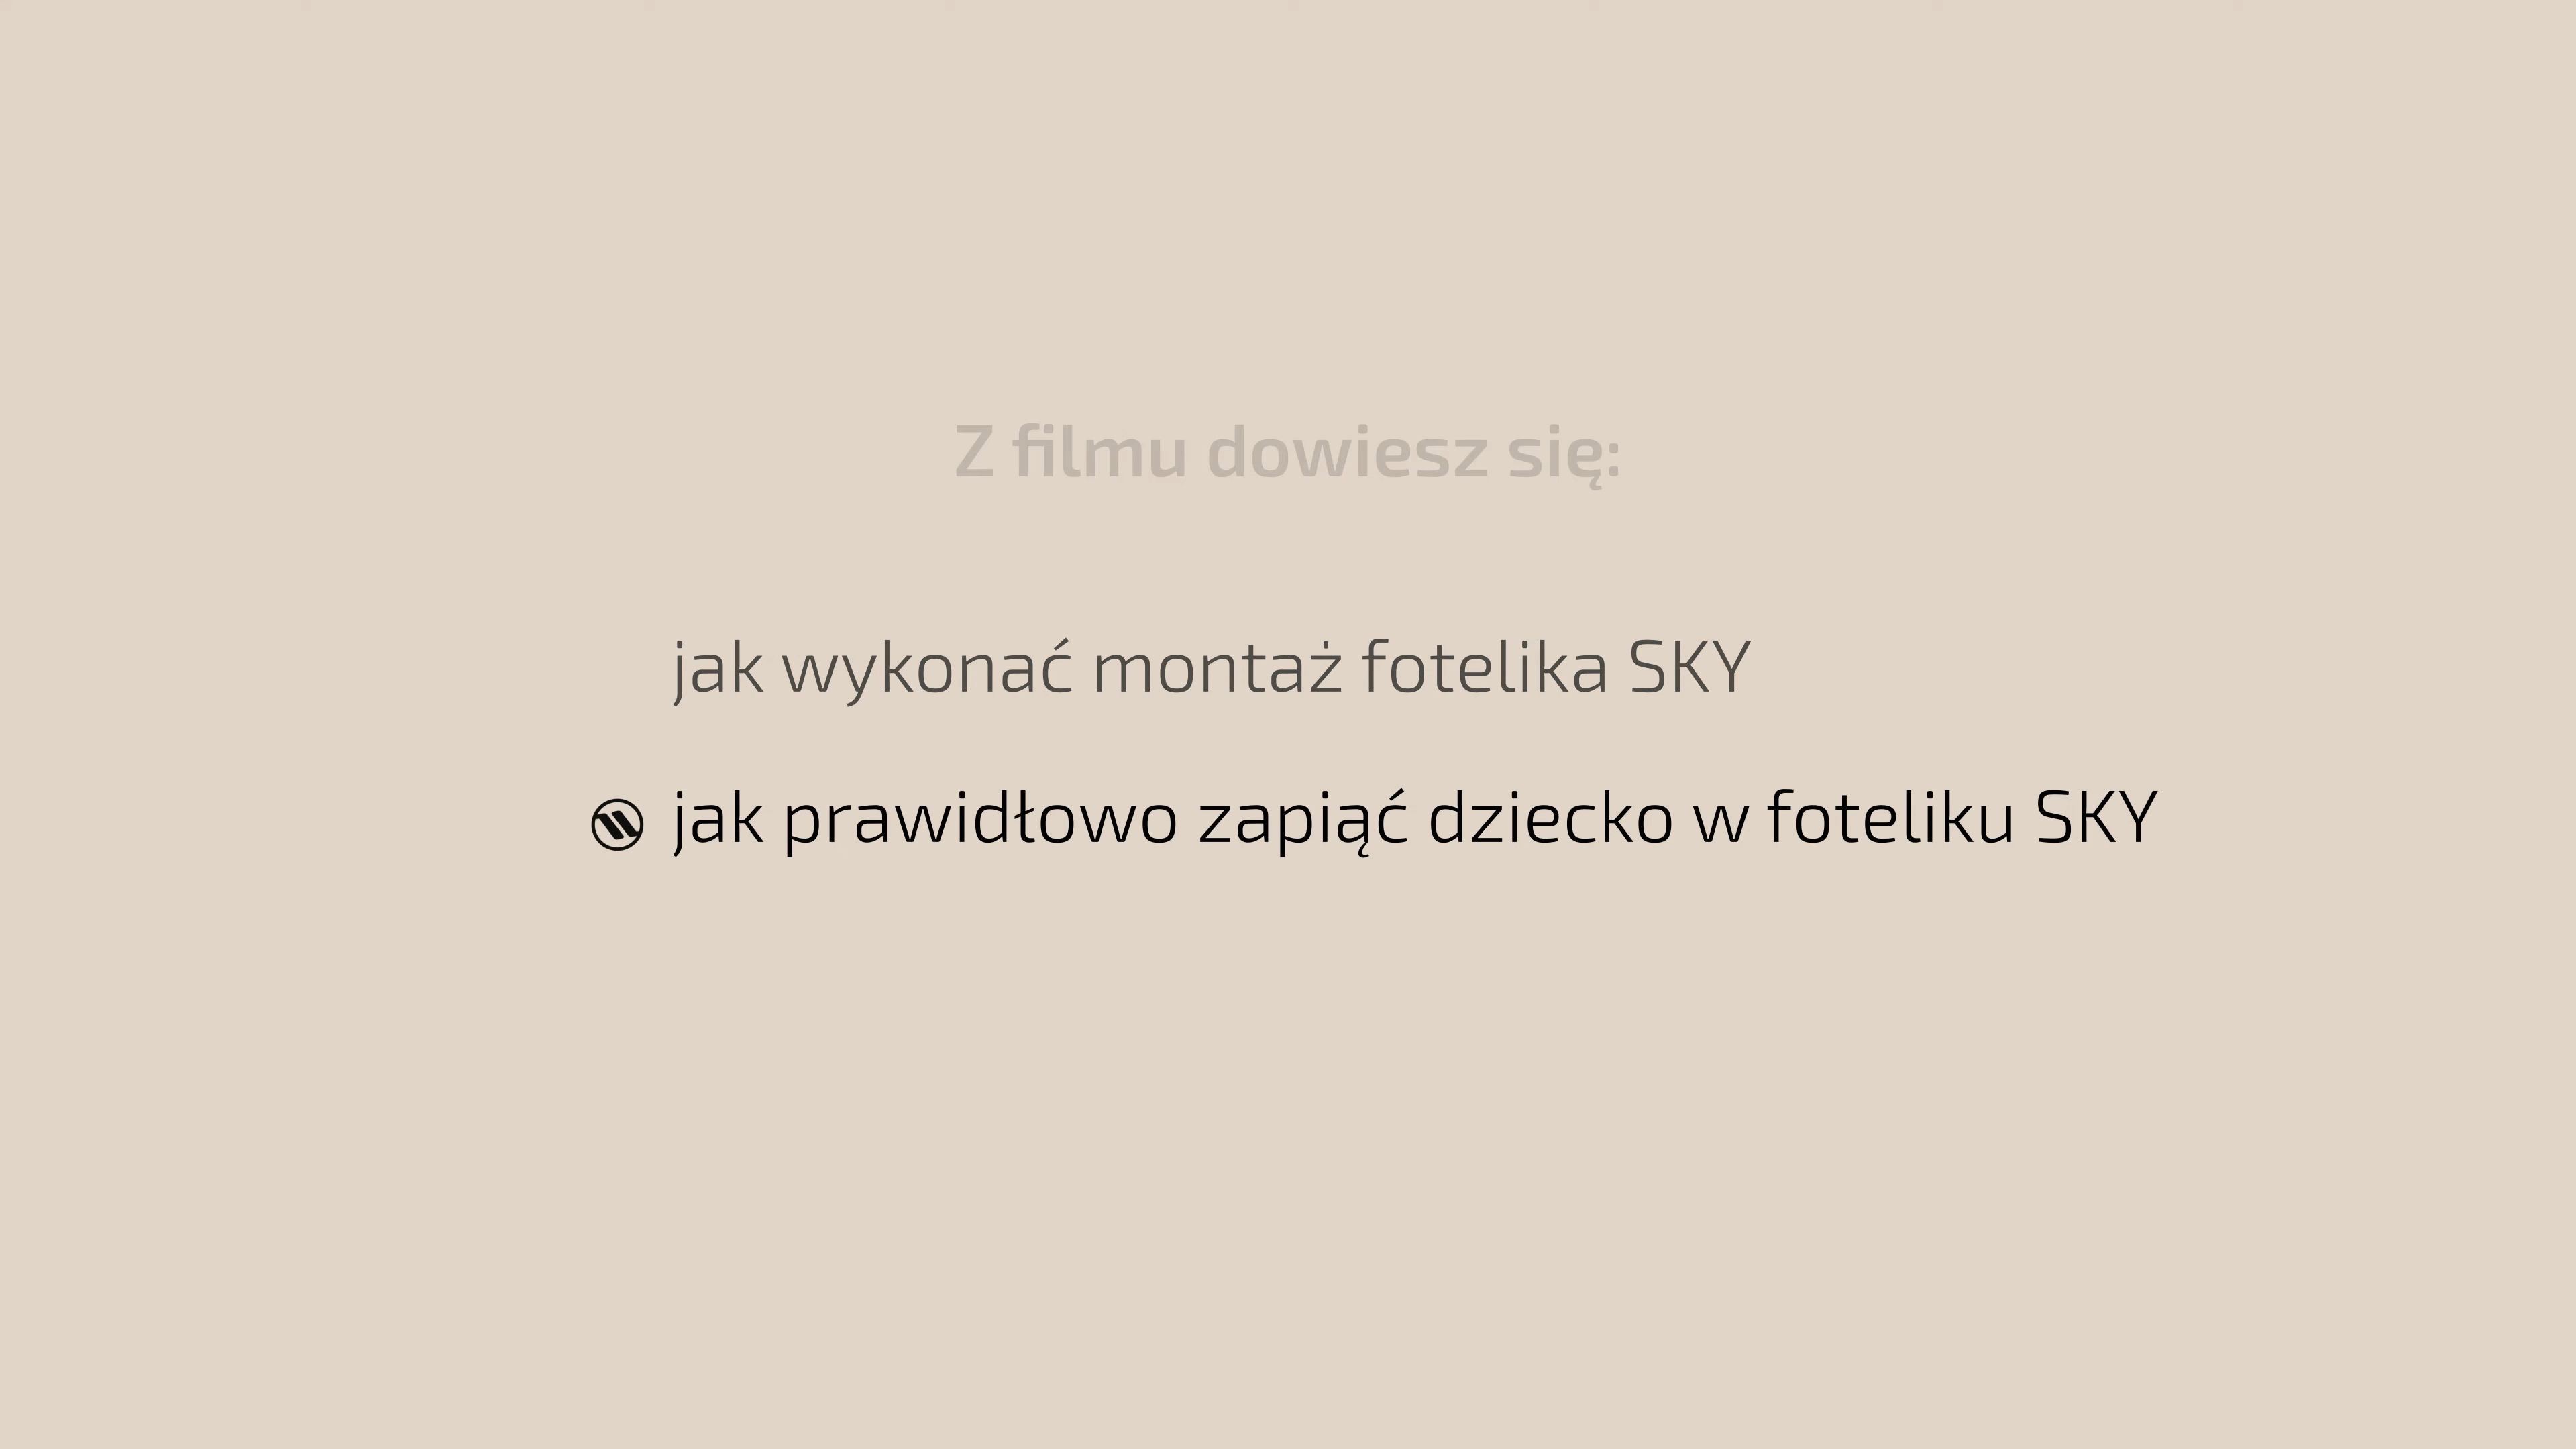 Z filmu dowiesz się:
jak wykonać montaż fotelika SKY
jak prawidłowo zapiąć dziecko w foteliku SKY